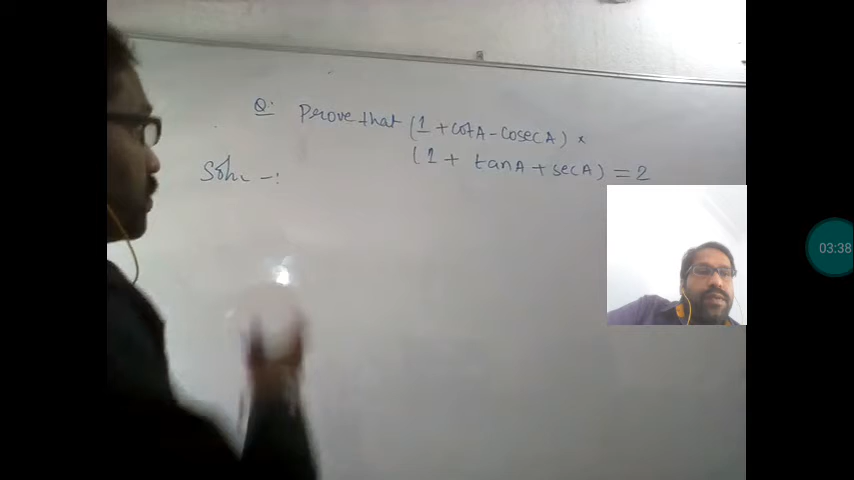 Q: Prove that (1 + cotA - cosecA) ×
(1 + tanA + secA) = 2
Soln -:
03:38